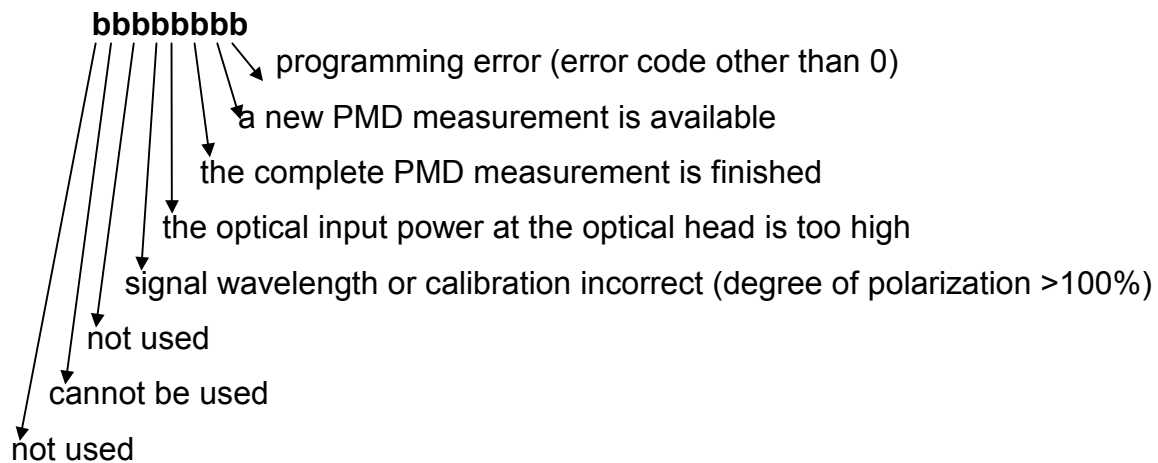 bbbbbbbb
programming error (error code other than 0)
a new PMD measurement is available
the complete PMD measurement is finished
the optical input power at the optical head is too high
signal wavelength or calibration incorrect (degree of polarization >100%)
not used
cannot be used
not used